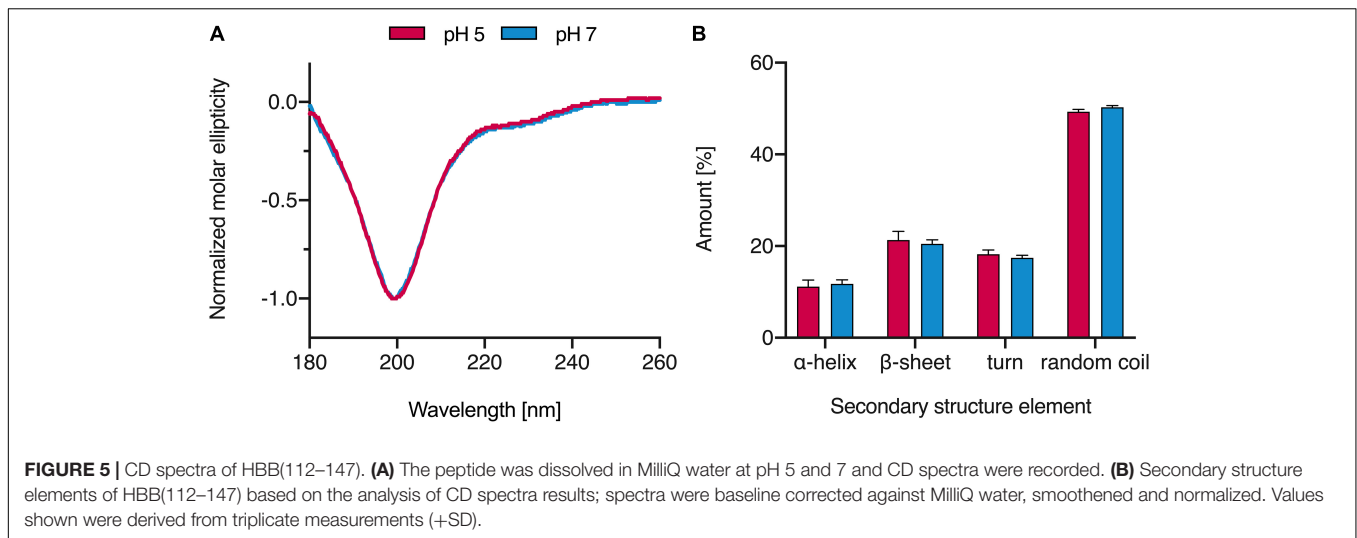 A
pH 5
pH 7
B
Normalized molar ellipticity
0.0
-0.5
-1.0
180
200
220
240
260
Wavelength [nm]
Amount [%]
60
40
20
0
α-helix
β-sheet
turn
random coil
Secondary structure element
FIGURE 5 | CD spectra of HBB(112–147). (A) The peptide was dissolved in MilliQ water at pH 5 and 7 and CD spectra were recorded. (B) Secondary structure
elements of HBB(112–147) based on the analysis of CD spectra results; spectra were baseline corrected against MilliQ water, smoothened and normalized. Values
shown were derived from triplicate measurements (+SD).